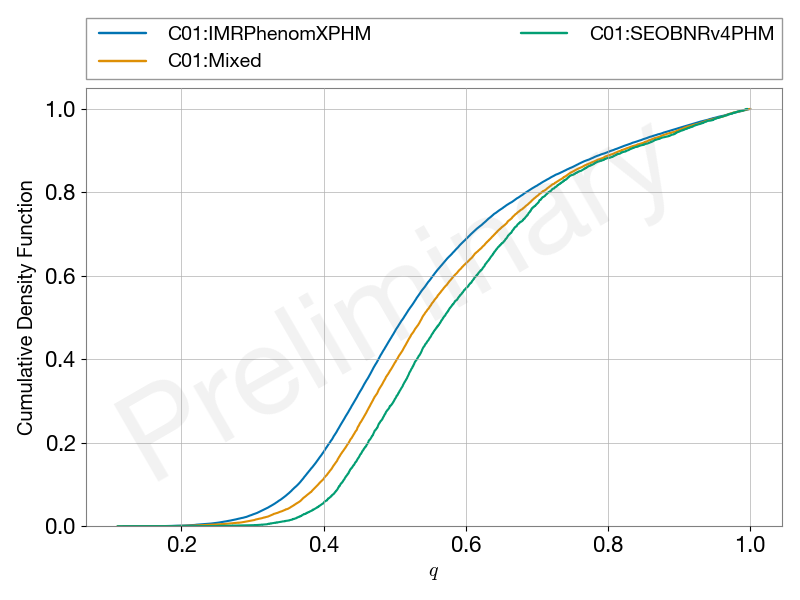 C01:IMRPhenomXPHM
C01:Mixed
C01:SEOBNRv4PHM
Preliminary
Cumulative Density Function
1.0
0.8
0.6
0.4
0.2
0.0
0.2
0.4
0.6
0.8
1.0
q